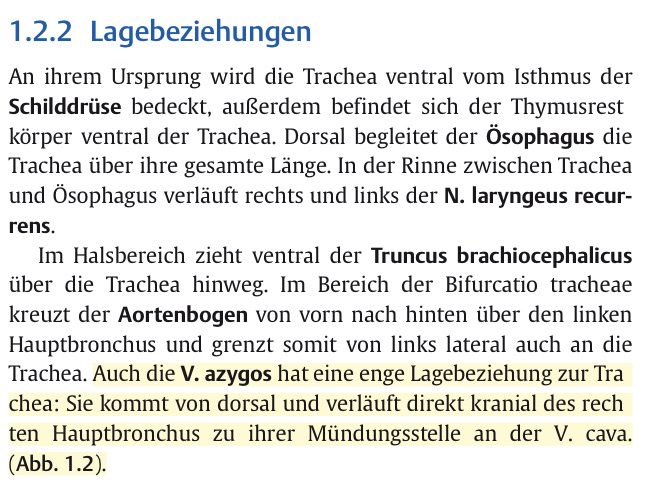 1.2.2 Lagebeziehungen
An ihrem Ursprung wird die Trachea ventral vom Isthmus der
Schilddrüse bedeckt, außerdem befindet sich der Thymusrest
körper ventral der Trachea. Dorsal begleitet der Ösophagus die
Trachea über ihre gesamte Länge. In der Rinne zwischen Trachea
und Ösophagus verläuft rechts und links der N. laryngeus recur-
rens.
Im Halsbereich zieht ventral der Truncus brachiocephalicus
über die Trachea hinweg. Im Bereich der Bifurcatio tracheae
kreuzt der Aortenbogen von vorn nach hinten über den linken
Hauptbronchus und grenzt somit von links lateral auch an die
Trachea. Auch die V. azygos hat eine enge Lagebeziehung zur Tra
chea: Sie kommt von dorsal und verläuft direkt kranial des rech
ten Hauptbronchus zu ihrer Mündungsstelle an der V. cava.
(Abb. 1.2).